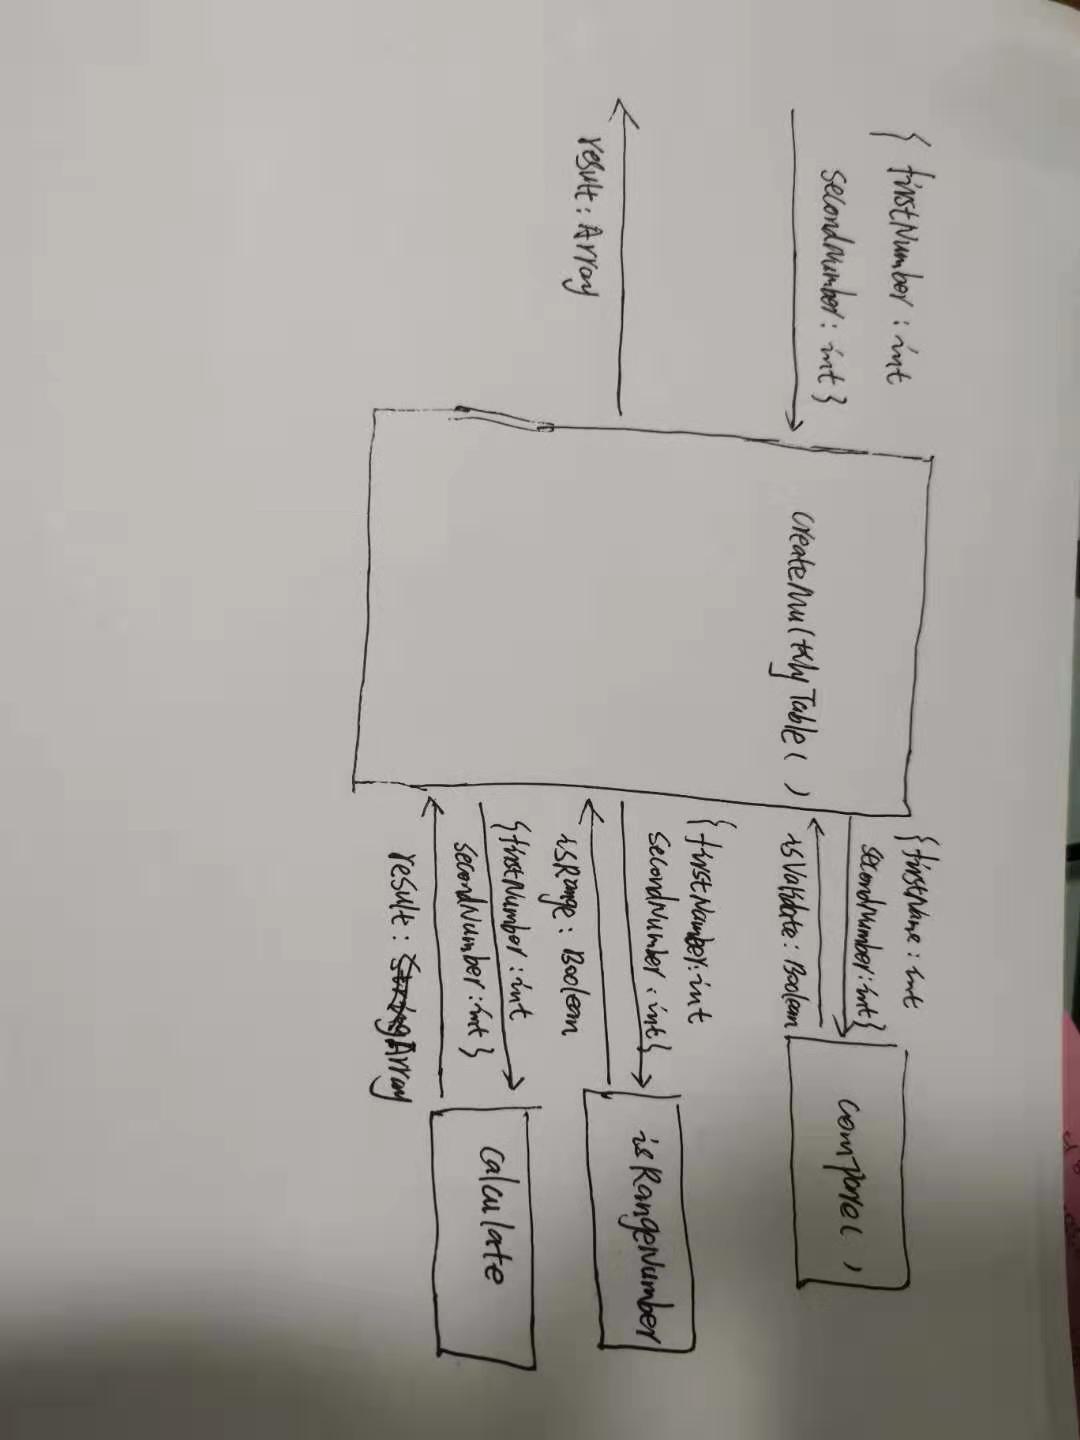 { firstNumber : int
secondNumber : int }
result : Array
createMultiplyTable( )
{ firstName : int
secondNumber : int }
isValidate : Boolean
compare( )
{ firstNumber : int
secondNumber : int }
isRange : Boolean
isRangeNumber
{ firstNumber : int
secondNumber : int }
result : String Array
calculate